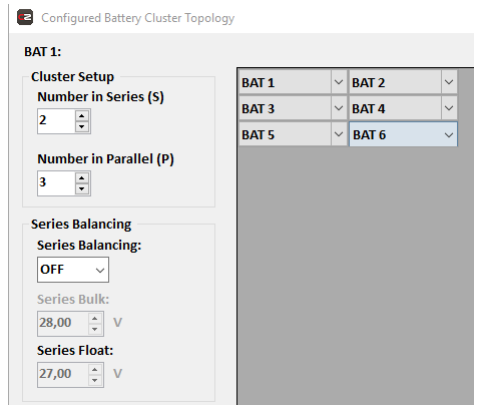 Configured Battery Cluster Topology
BAT 1:
Cluster Setup
Number in Series (S)
2
Number in Parallel (P)
3
Series Balancing
Series Balancing:
OFF
Series Bulk:
28,00 V
Series Float:
27,00 V
BAT 1 BAT 2
BAT 3 BAT 4
BAT 5 BAT 6